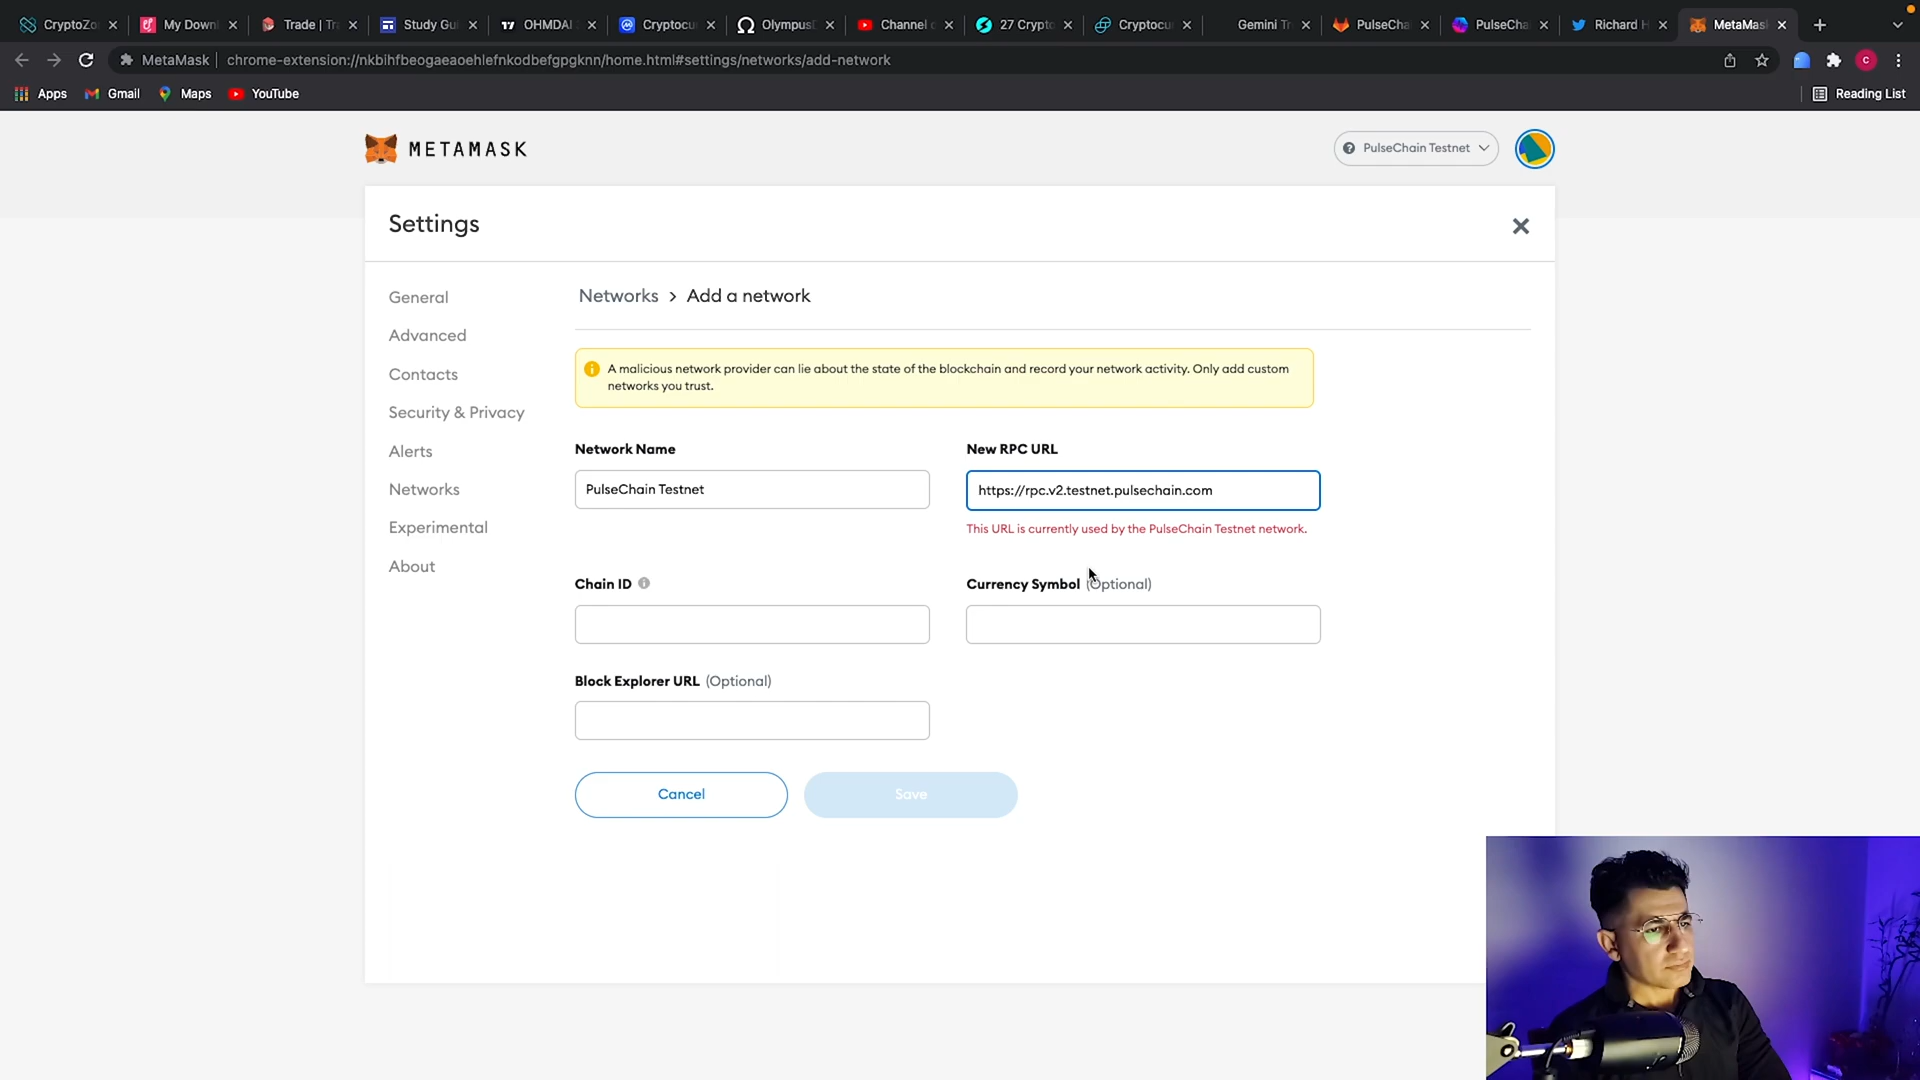 CryptoZo
My Down
Trade | Tr
Study Gui
OHMDAI
Cryptocu
Olympus
Channel
27 Crypto
Cryptocu
Gemini Tr
PulseCha
PulseCha
Richard H
MetaMask
MetaMask
chrome-extension://nkbihfbeogaeaoehlefnkodbefgpgknn/home.html#settings/networks/add-network
C
Apps
Gmail
Maps
YouTube
Reading List
METAMASK
PulseChain Testnet
Settings
General
Advanced
Contacts
Security & Privacy
Alerts
Networks
Experimental
About
Networks > Add a network
A malicious network provider can lie about the state of the blockchain and record your network activity. Only add custom
networks you trust.
Network Name
PulseChain Testnet
New RPC URL
https://rpc.v2.testnet.pulsechain.com
This URL is currently used by the PulseChain Testnet network.
Chain ID
Currency Symbol (Optional)
Block Explorer URL (Optional)
Cancel
Save